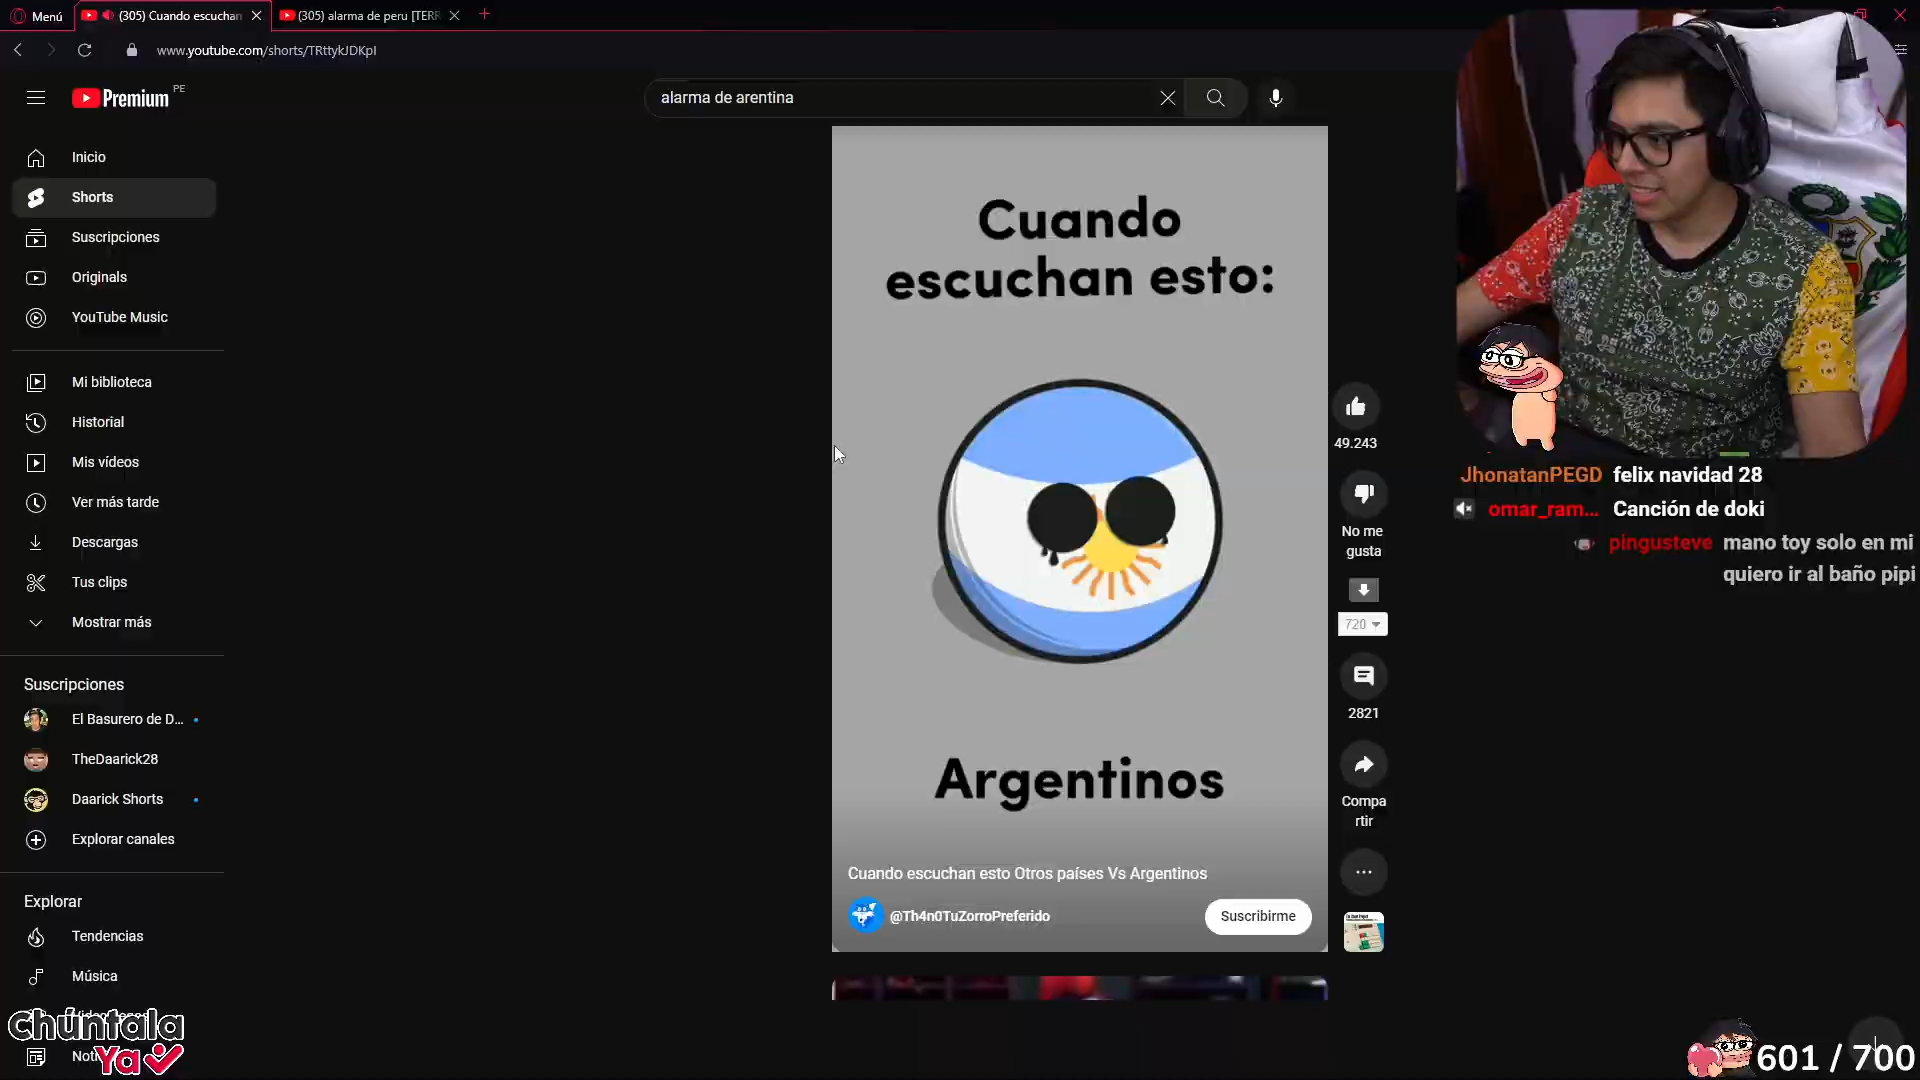 Menú
(305) Cuando escuchan
(305) alarma de peru [TERR
www.youtube.com/shorts/TRttykJDKpI
Premium PE
alarma de arentina
Inicio
Shorts
Suscripciones
Originals
YouTube Music
Mi biblioteca
Historial
Mis vídeos
Ver más tarde
Descargas
Tus clips
Mostrar más
Suscripciones
El Basurero de D...
TheDaarick28
Daarick Shorts
Explorar canales
Explorar
Tendencias
Música
Noti
Chuntala
Ya
Cuando
escuchan esto:
Argentinos
Cuando escuchan esto Otros países Vs Argentinos
@Th4n0TuZorroPreferido
Suscribirme
49.243
No me
gusta
720
2821
Compa
rtir
JhonatanPEGD felix navidad 28
omar_ram... Canción de doki
pingusteve mano toy solo en mi
quiero ir al baño pipi
601 / 700